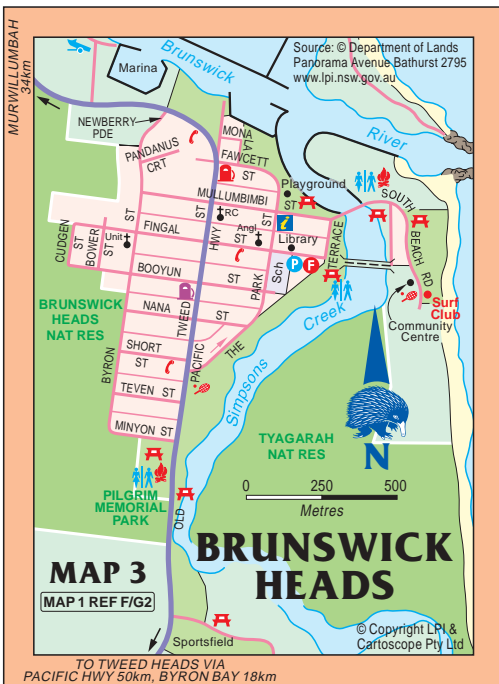 MURWILLUMBAH
34km
Brunswick
Marina
Source: © Department of Lands
Panorama Avenue Bathurst 2795
www.lpi.nsw.gov.au
River
NEWBERRY
PDE
PANDANUS
CRT
MONA
LA
FAWCETT
ST
Playground
MULLUMBIMBI
ST
ST
ST
ST
SOUTH
BEACH
RD
CUDGEN
ST
BOWER
ST
FINGAL
ST
Unit
RC
HWY
Angl
i
Library
TERRACE
BOOYUN
ST
PARK
Sch
P
F
Surf
Club
Community
Centre
BRUNSWICK
HEADS
NAT RES
NANA
ST
TWEED
PACIFIC
THE
Creek
Simpsons
BYRON
SHORT
ST
TEVEN ST
MINYON ST
TYAGARAH
NAT RES
N
PILGRIM
MEMORIAL
PARK
OLD
0 250 500
Metres
BRUNSWICK
HEADS
MAP 3
MAP 1 REF F/G2
© Copyright LPI &
Cartoscope Pty Ltd
Sportsfield
TO TWEED HEADS VIA
PACIFIC HWY 50km, BYRON BAY 18km